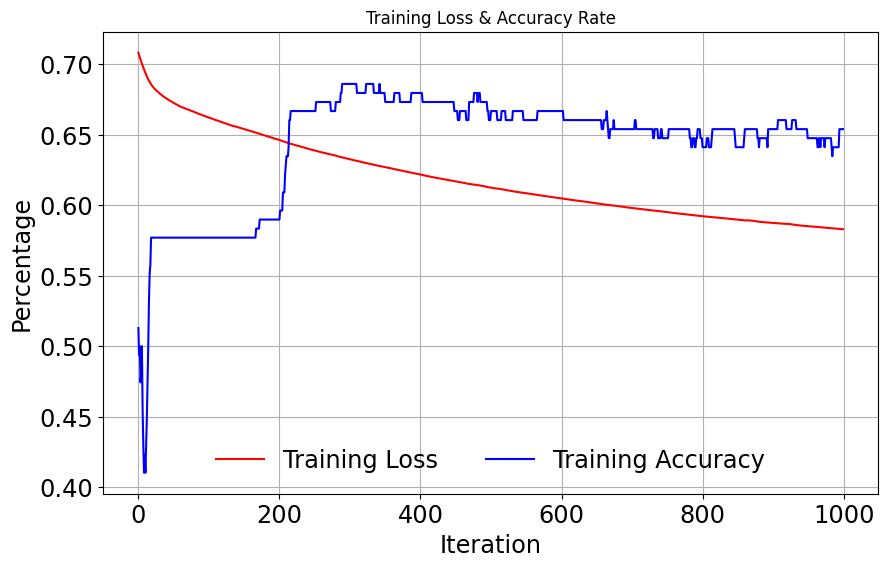 Training Loss & Accuracy Rate
Percentage
0.70
0.65
0.60
0.55
0.50
0.45
0.40
Training Loss
Training Accuracy
0
200
400
600
800
1000
Iteration